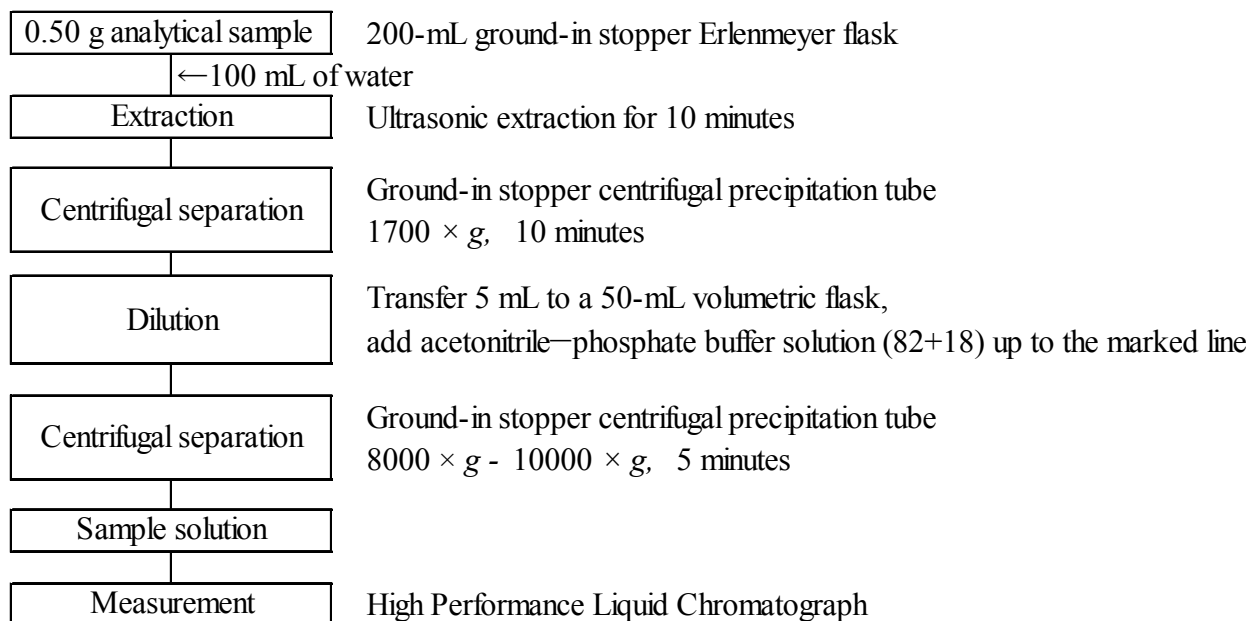 0.50 g analytical sample 200-mL ground-in stopper Erlenmeyer flask
←100 mL of water
Extraction Ultrasonic extraction for 10 minutes
Centrifugal separation
Ground-in stopper centrifugal precipitation tube
1700 × g, 10 minutes
Dilution
Transfer 5 mL to a 50-mL volumetric flask,
add acetonitrile−phosphate buffer solution (82+18) up to the marked line
Centrifugal separation
Ground-in stopper centrifugal precipitation tube
8000 × g - 10000 × g, 5 minutes
Sample solution
Measurement High Performance Liquid Chromatograph